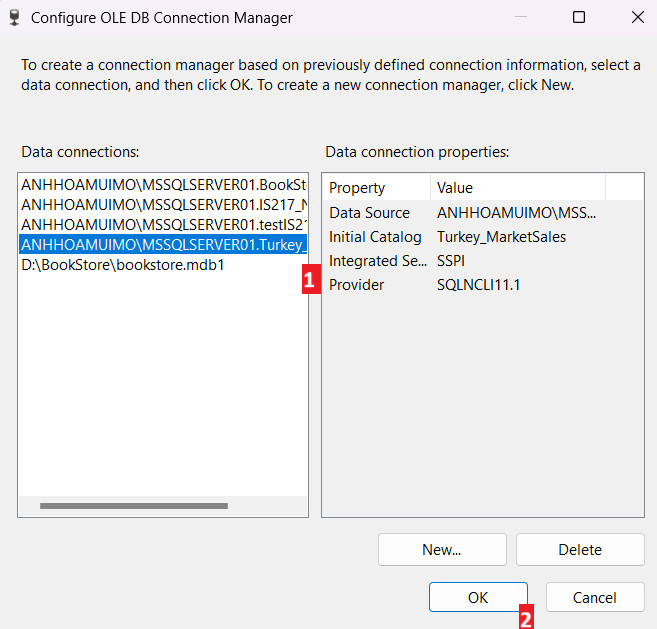 Configure OLE DB Connection Manager
To create a connection manager based on previously defined connection information, select a
data connection, and then click OK. To create a new connection manager, click New.
Data connections:
ANHHOAMUIMO\MSSQLSERVER01.BookSt
ANHHOAMUIMO\MSSQLSERVER01.IS217_N
ANHHOAMUIMO\MSSQLSERVER01.testIS21
ANHHOAMUIMO\MSSQLSERVER01.Turkey_
D:\BookStore\bookstore.mdb1
Data connection properties:
Property Value
Data Source ANHHOAMUIMO\MSS...
Initial Catalog Turkey_MarketSales
Integrated Se... SSPI
Provider SQLNCLI11.1
1
New... Delete
OK Cancel
2